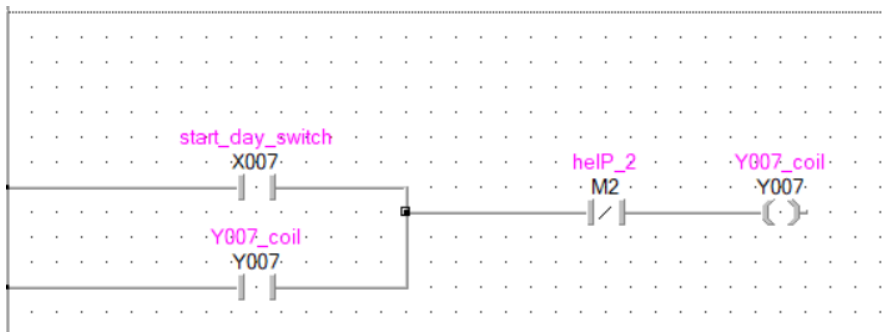 start_day_switch
X007
helP_2
Y007_coil
M2
Y007
Y007_coil
Y007